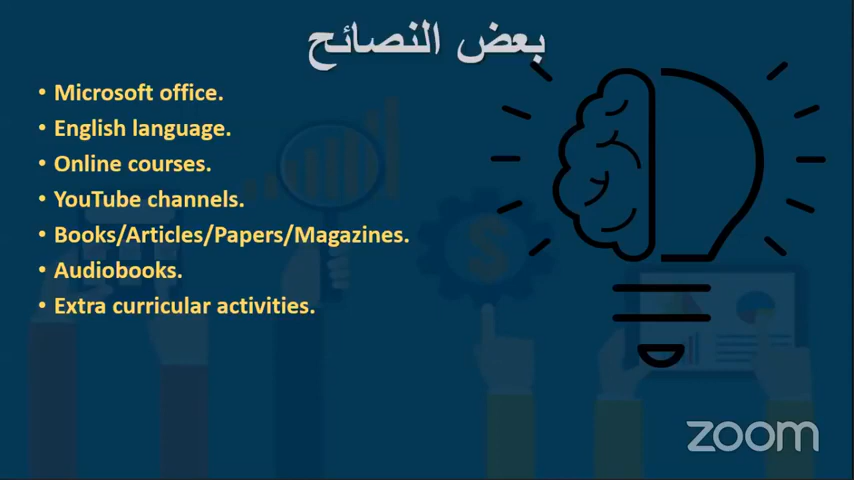 بعض النصائح
• Microsoft office.
• English language.
• Online courses.
• YouTube channels.
• Books/Articles/Papers/Magazines.
• Audiobooks.
• Extra curricular activities.
zoom